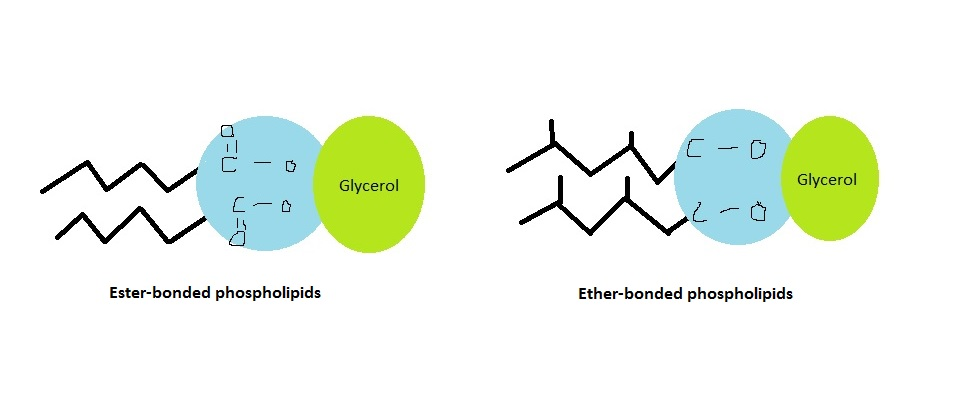 O
C – O
Glycerol
C – O
O
Ester-bonded phospholipids
C – O
Glycerol
C – O
Ether-bonded phospholipids